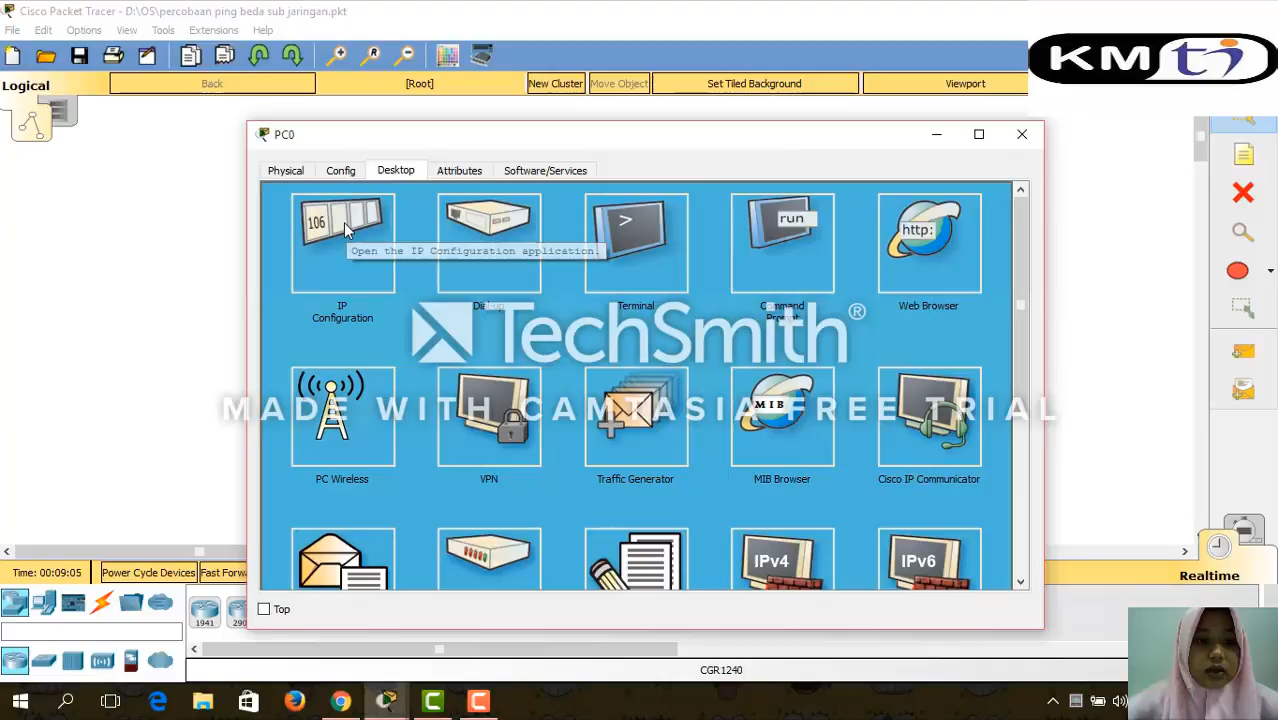 Cisco Packet Tracer - D:\OS\percobaan ping beda sub jaringan.pkt
File Edit Options View Tools Extensions Help
KMTI
Logical
Back
[Root]
New Cluster
Move Object
Set Tiled Background
Viewport
PC0
Physical Config Desktop Attributes Software/Services
106
>
run
http:
Open the IP Configuration application.
IP Configuration
Terminal
Command Prompt
Web Browser
TechSmith®
MADE WITH CAMTASIA FREE TRIAL
MIB
PC Wireless
VPN
Traffic Generator
MIB Browser
Cisco IP Communicator
IPv4
IPv6
Time: 00:09:05
Power Cycle Devices
Realtime
Top
1941
CGR1240